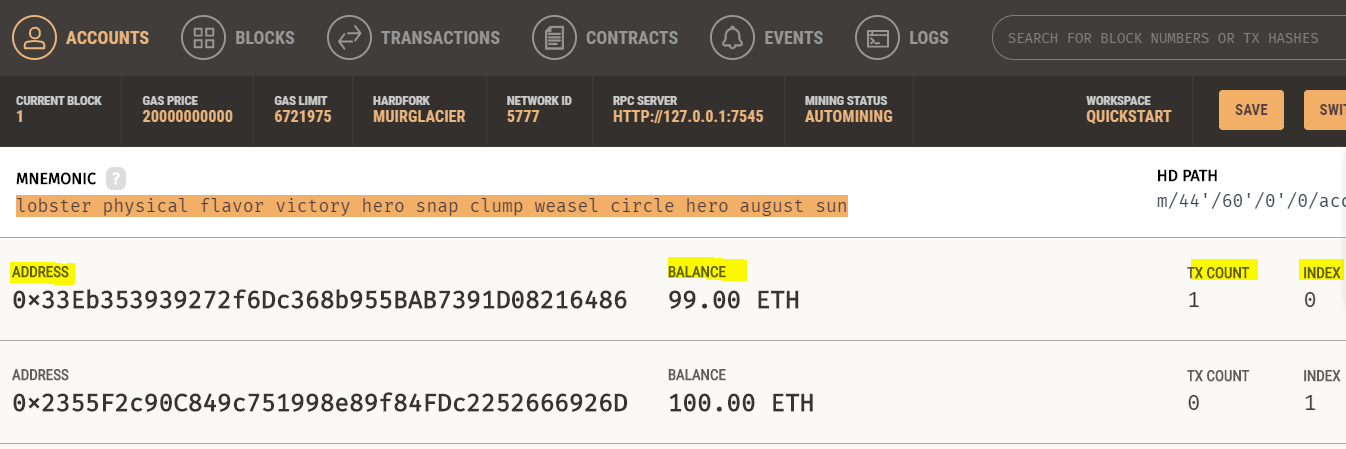 ACCOUNTS BLOCKS TRANSACTIONS CONTRACTS EVENTS LOGS SEARCH FOR BLOCK NUMBERS OR TX HASHES
CURRENT BLOCK GAS PRICE GAS LIMIT HARDFORK NETWORK ID RPC SERVER MINING STATUS WORKSPACE SAVE
1 20000000000 6721975 MUIRGLACIER 5777 HTTP://127.0.0.1:7545 AUTOMINING QUICKSTART
MNEMONIC ? HD PATH
lobster physical flavor victory hero snap clump weasel circle hero august sun m/44'/60'/0'/0/acc
ADDRESS BALANCE TX COUNT INDEX
0×33Eb353939272f6Dc368b955BAB7391D08216486 99.00 ETH 1 0
ADDRESS BALANCE TX COUNT INDEX
0×2355F2c90C849c751998e89f84FDc2252666926D 100.00 ETH 0 1